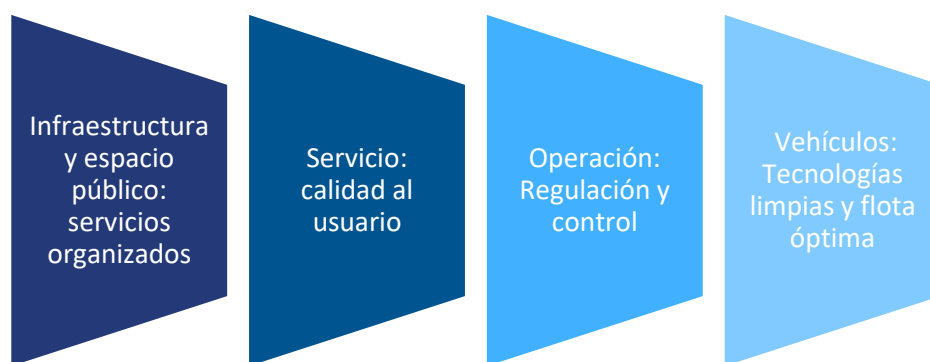 Infraestructura
y espacio
público:
servicios
organizados
Servicio:
calidad al
usuario
Operación:
Regulación y
control
Vehículos:
Tecnologías
limpias y flota
óptima